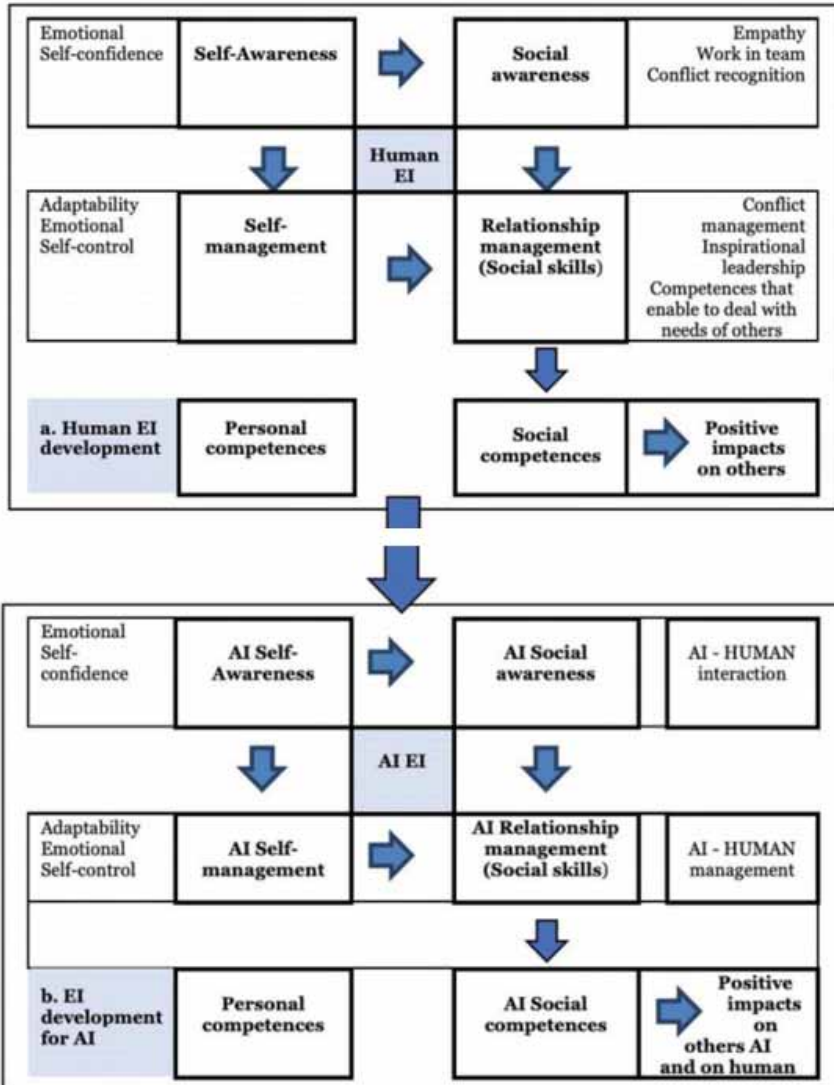 Emotional
Self-confidence
Self-Awareness
Social
awareness
Empathy
Work in team
Conflict recognition
Human
EI
Adaptability
Emotional
Self-control
Self-
management
Relationship
management
(Social skills)
Conflict
management
Inspirational
leadership
Competences that
enable to deal with
needs of others
a. Human EI
development
Personal
competences
Social
competences
Positive
impacts
on others
Emotional
Self-
confidence
AI Self-
Awareness
AI Social
awareness
AI - HUMAN
interaction
AI EI
Adaptability
Emotional
Self-control
AI Self-
management
AI Relationship
management
(Social skills)
AI - HUMAN
management
b. EI
development
for AI
Personal
competences
AI Social
competences
Positive
impacts
on
others AI
and on human